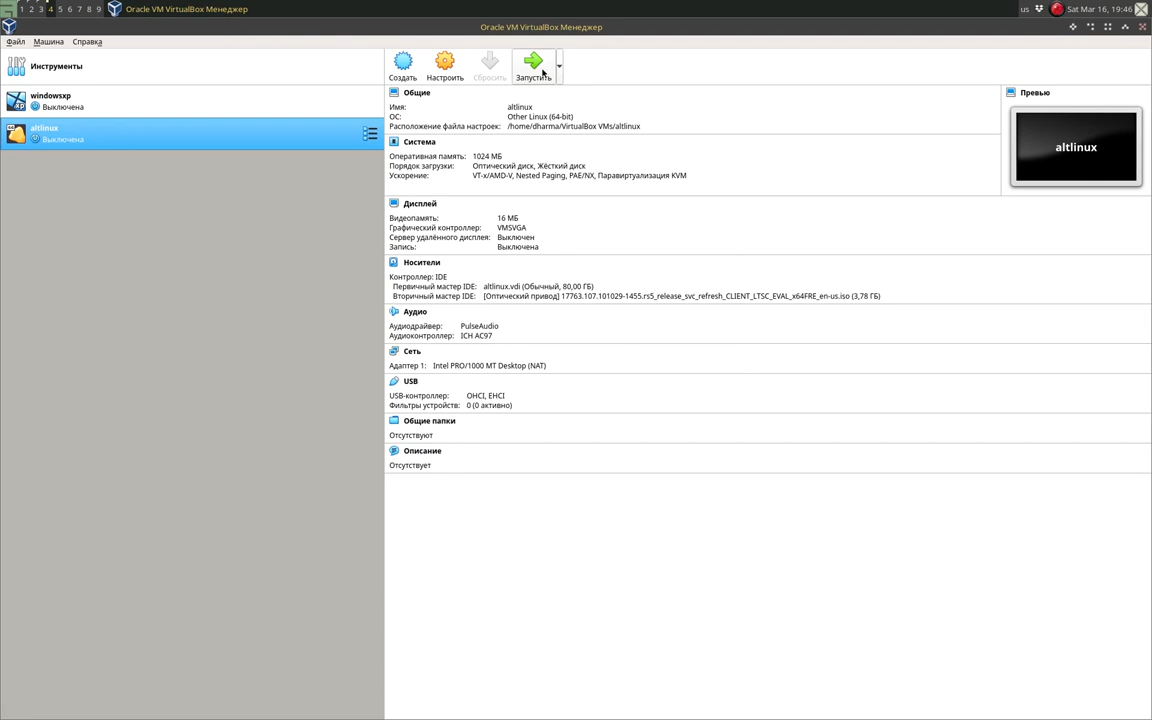 1 2 3 4 5 6 7 8 9 Oracle VM VirtualBox Менеджер us Sat Mar 16, 19:46
Oracle VM VirtualBox Менеджер
Файл Машина Справка
Инструменты
windowsxp
Выключена
altlinux
Выключена
Создать Настроить Сбросить Запустить
Общие
Имя: altlinux
ОС: Other Linux (64-bit)
Расположение файла настроек: /home/dharma/VirtualBox VMs/altlinux
Превью
altlinux
Система
Оперативная память: 1024 МБ
Порядок загрузки: Оптический диск, Жёсткий диск
Ускорение: VT-x/AMD-V, Nested Paging, PAE/NX, Паравиртуализация KVM
Дисплей
Видеопамять: 16 МБ
Графический контроллер: VMSVGA
Сервер удалённого дисплея: Выключен
Запись: Выключена
Носители
Контроллер: IDE
Первичный мастер IDE: altlinux.vdi (Обычный, 80,00 ГБ)
Вторичный мастер IDE: [Оптический привод] 17763.107.101029-1455.rs5_release_svc_refresh_CLIENT_LTSC_EVAL_x64FRE_en-us.iso (3,78 ГБ)
Аудио
Аудиодрайвер: PulseAudio
Аудиоконтроллер: ICH AC97
Сеть
Адаптер 1: Intel PRO/1000 MT Desktop (NAT)
USB
USB-контроллер: OHCI, EHCI
Фильтры устройств: 0 (0 активно)
Общие папки
Отсутствуют
Описание
Отсутствует